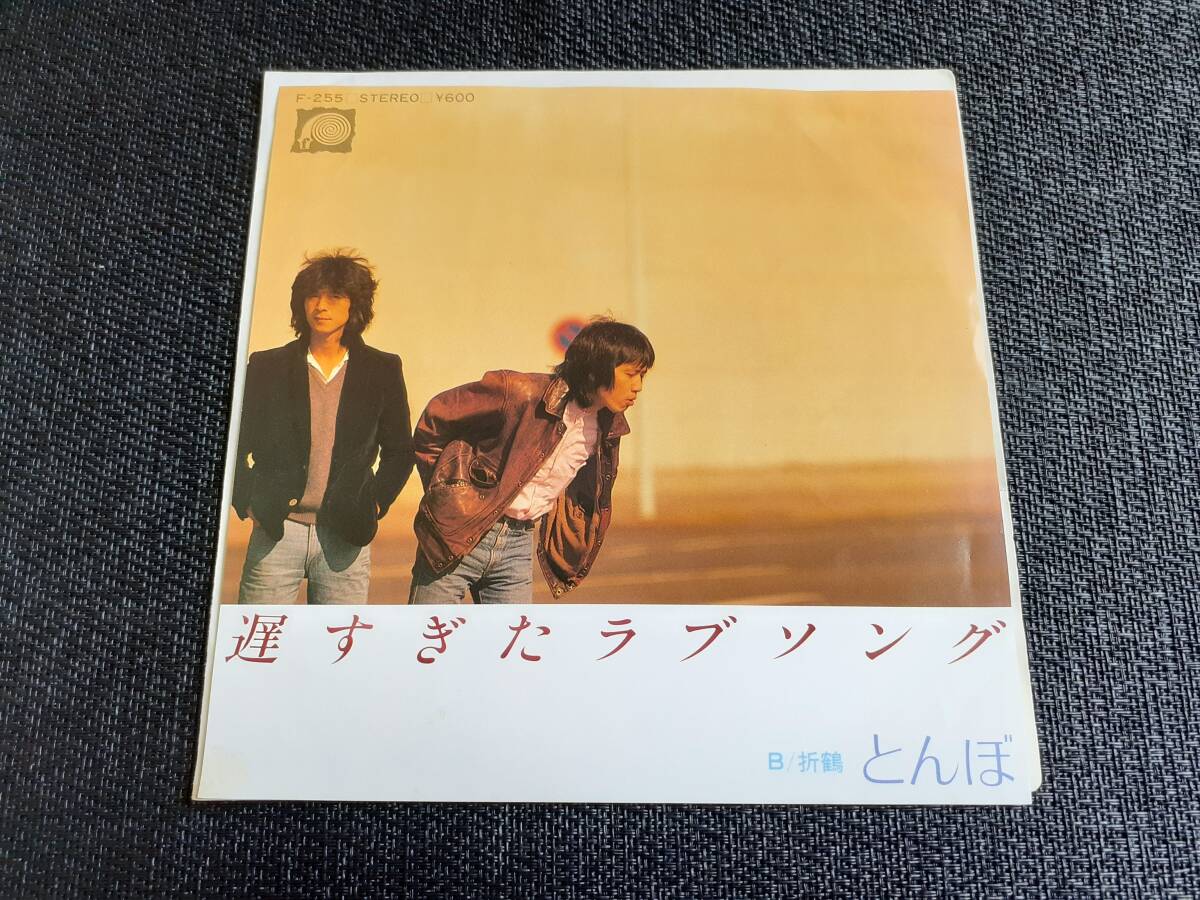 F-255 STEREO ¥600
遅すぎたラブソング
B/折鶴 とんぼ